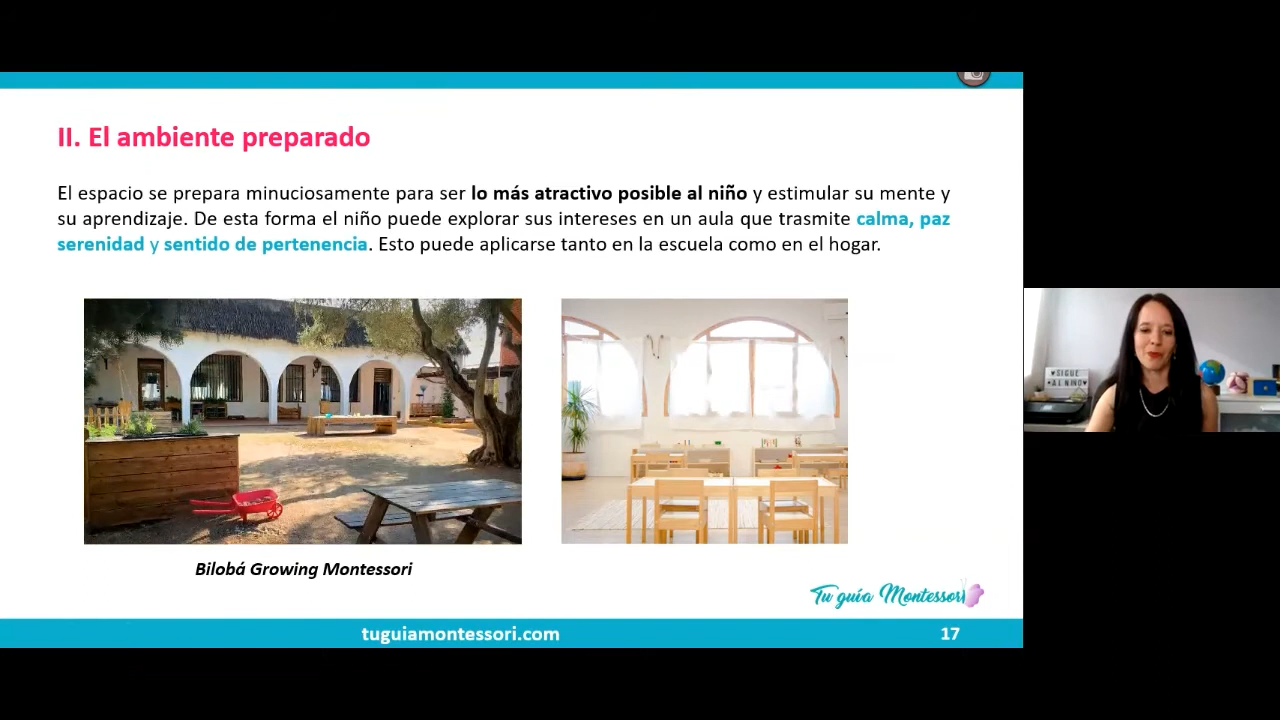 II. El ambiente preparado
El espacio se prepara minuciosamente para ser lo más atractivo posible al niño y estimular su mente y
su aprendizaje. De esta forma el niño puede explorar sus intereses en un aula que trasmite calma, paz
serenidad y sentido de pertenencia. Esto puede aplicarse tanto en la escuela como en el hogar.
SIGUE
AL NIÑO
Bilobá Growing Montessori
Tu guía Montessori
tuguiamontessori.com
17